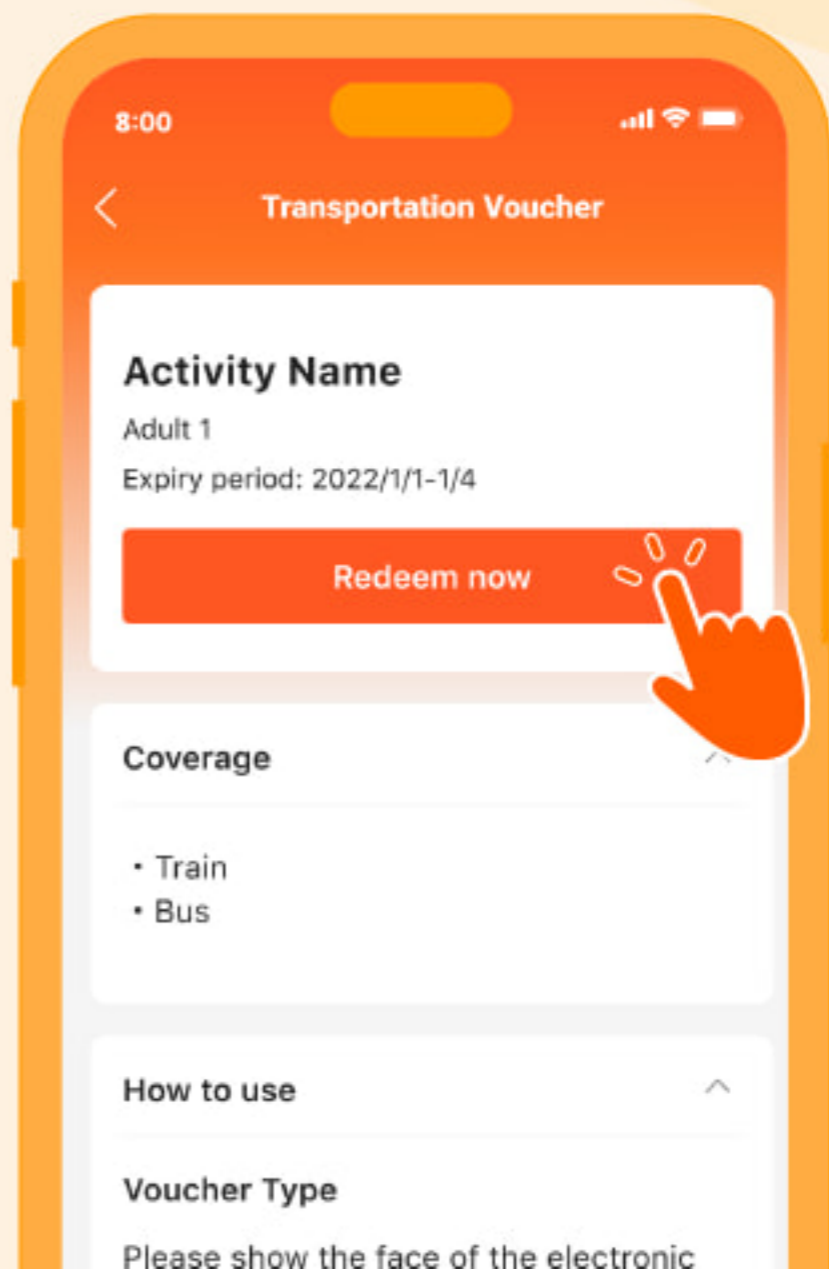 8:00
Transportation Voucher
Activity Name
Adult 1
Expiry period: 2022/1/1-1/4
Redeem now
Coverage
・Train
・Bus
How to use
Voucher Type
Please show the face of the electronic